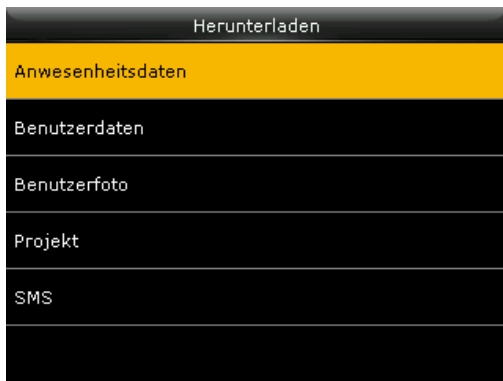 Herunterladen
Anwesenheitsdaten
Benutzerdaten
Benutzerfoto
Projekt
SMS